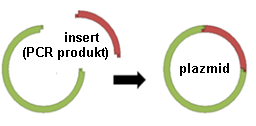 insert
(PCR produkt)
plazmid